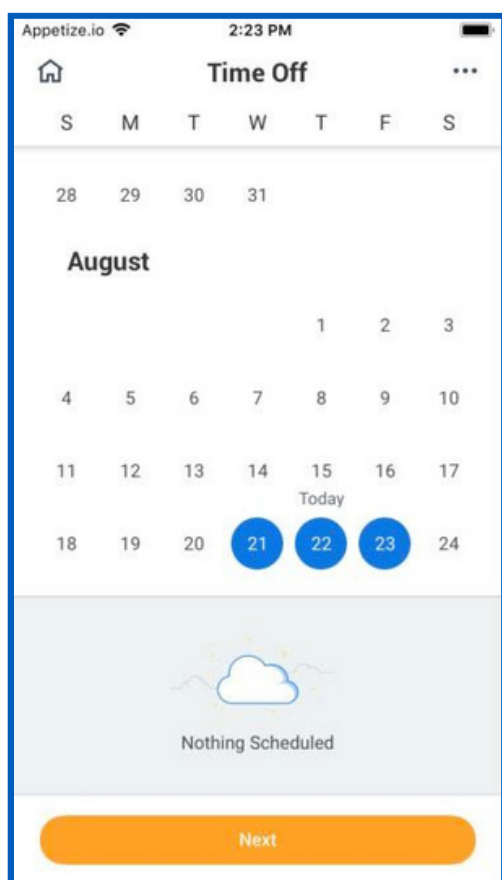 Appetize.io 2:23 PM
Time Off
S M T W T F S
28 29 30 31
August
1 2 3
4 5 6 7 8 9 10
11 12 13 14 15 16 17
Today
18 19 20 21 22 23 24
Nothing Scheduled
Next